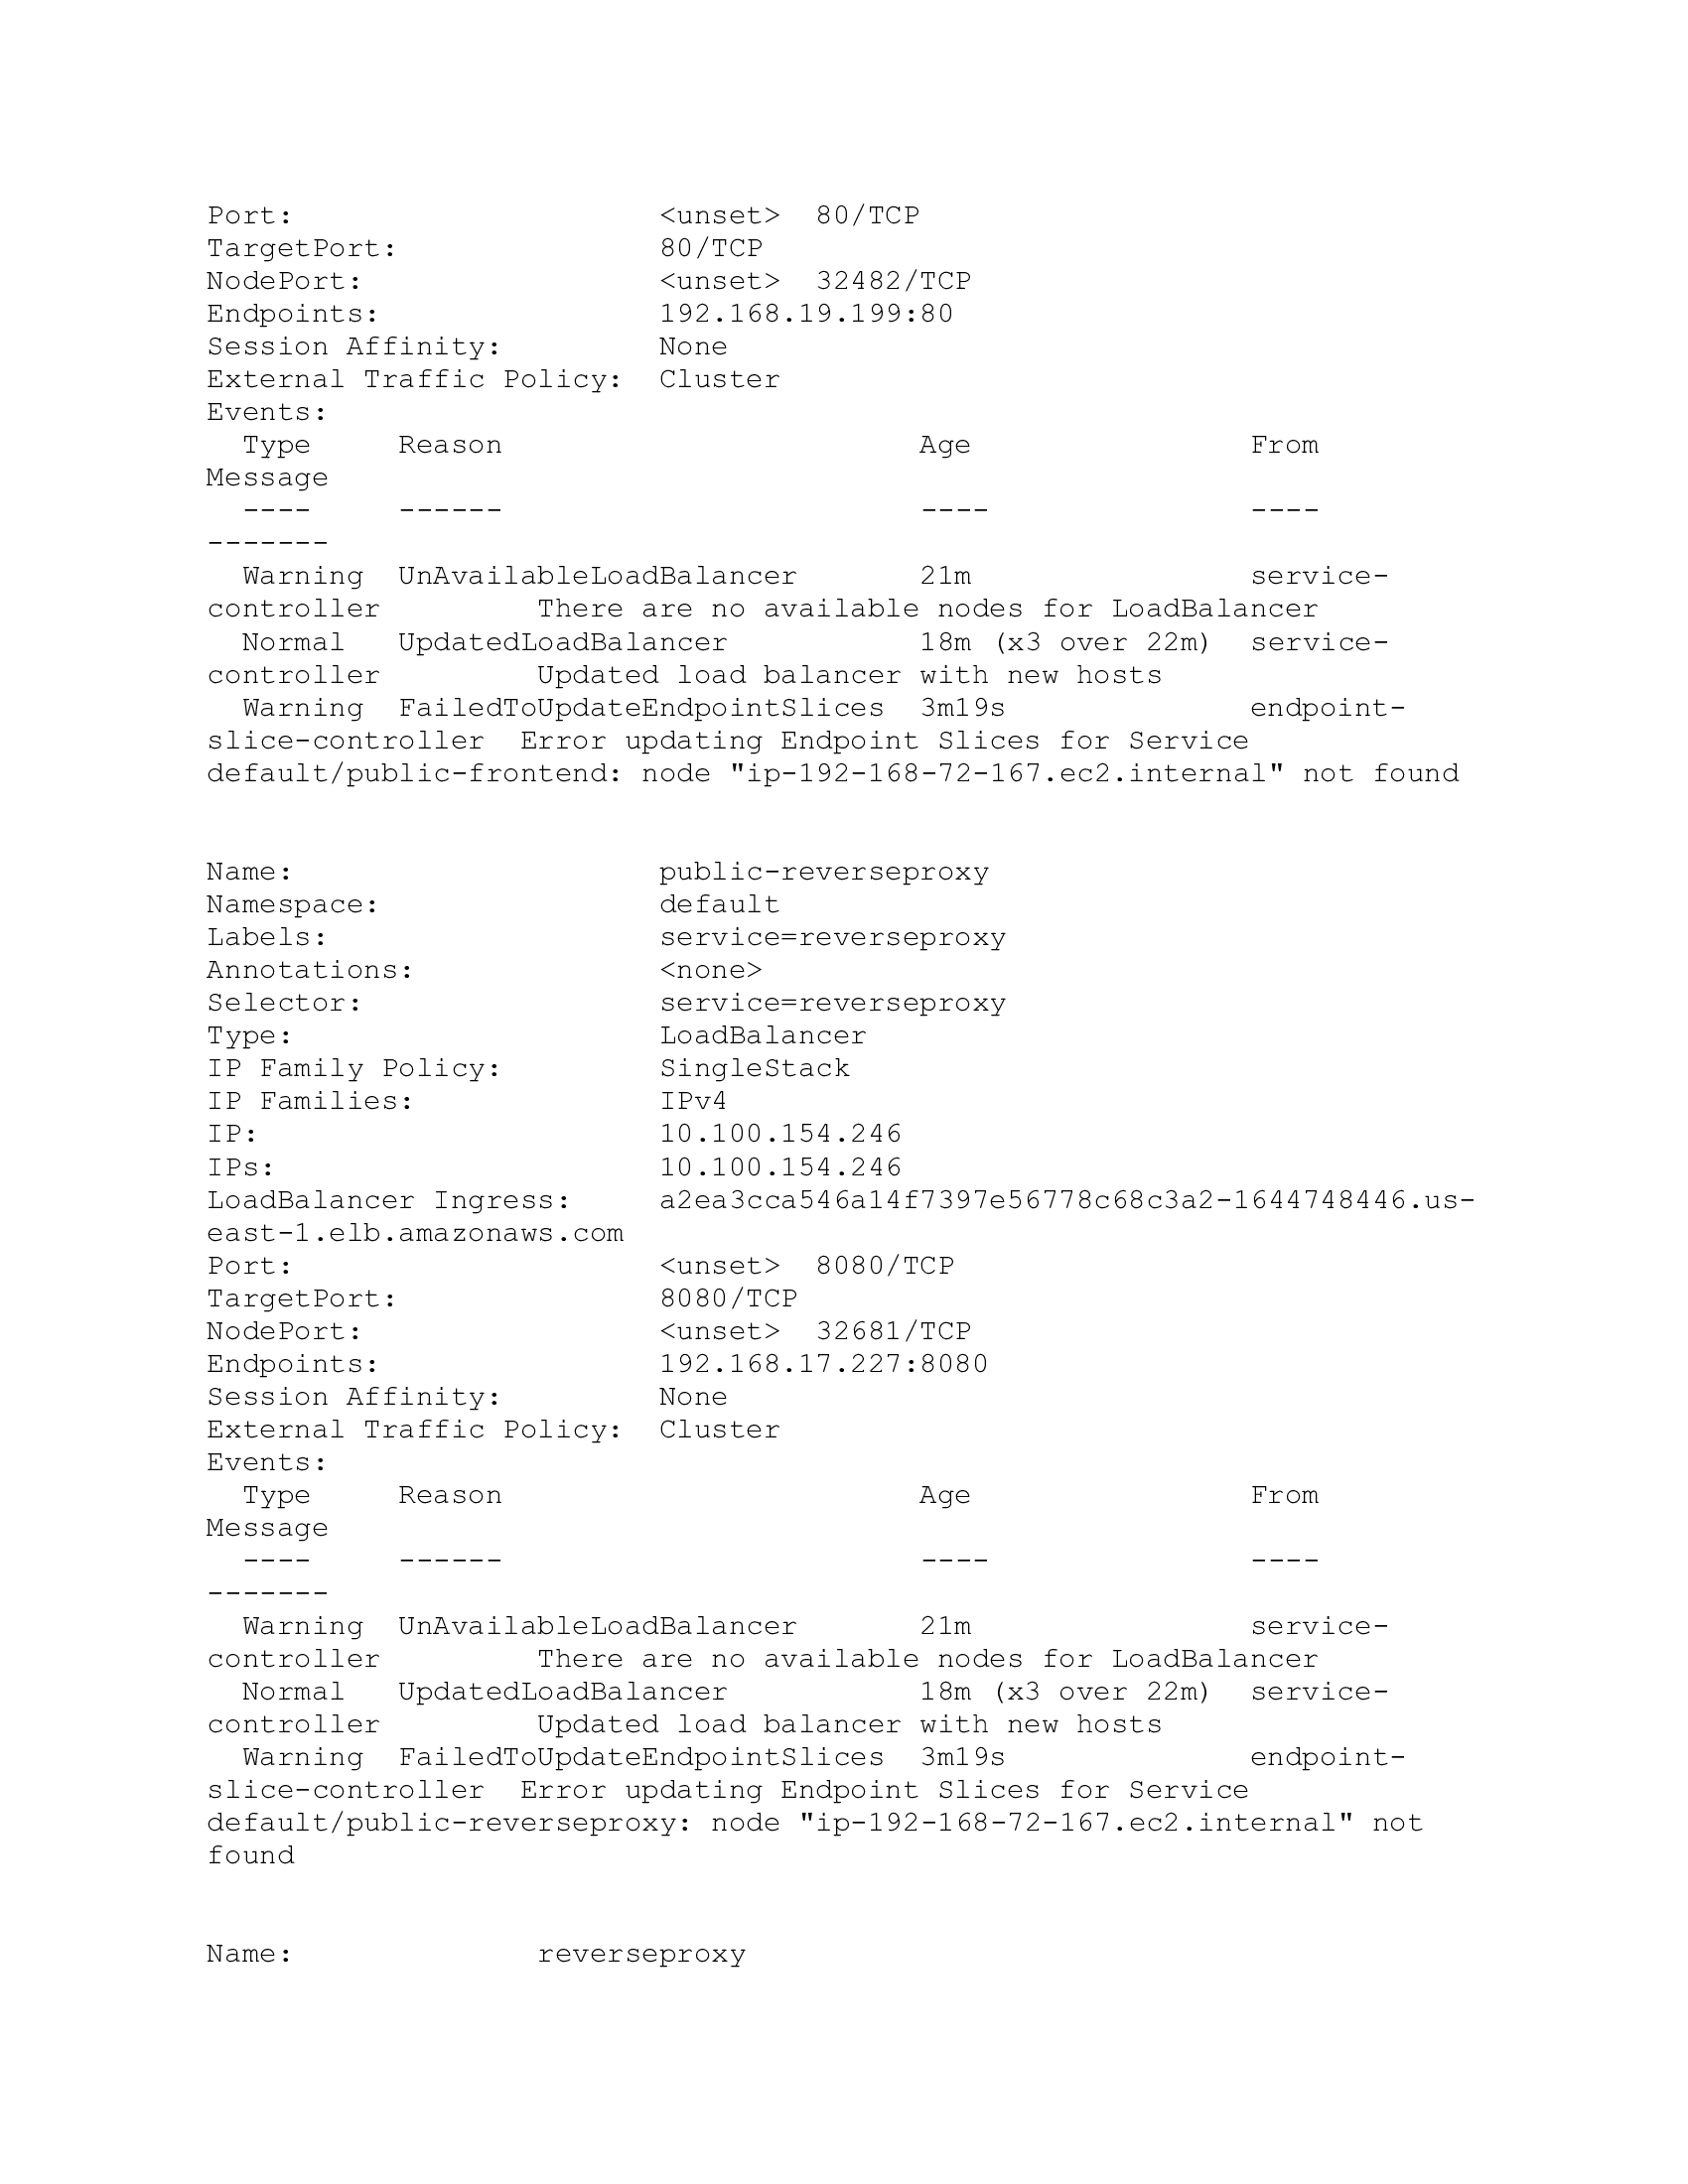 Port:                     <unset>  80/TCP
TargetPort:               80/TCP
NodePort:                 <unset>  32482/TCP
Endpoints:                192.168.19.199:80
Session Affinity:         None
External Traffic Policy:  Cluster
Events:
  Type     Reason                        Age                From
Message
  ----     ------                        ----               ----
-------
  Warning  UnAvailableLoadBalancer       21m                service-
controller         There are no available nodes for LoadBalancer
  Normal   UpdatedLoadBalancer           18m (x3 over 22m)  service-
controller         Updated load balancer with new hosts
  Warning  FailedToUpdateEndpointSlices  3m19s              endpoint-
slice-controller  Error updating Endpoint Slices for Service
default/public-frontend: node "ip-192-168-72-167.ec2.internal" not found
Name:                     public-reverseproxy
Namespace:                default
Labels:                   service=reverseproxy
Annotations:              <none>
Selector:                 service=reverseproxy
Type:                     LoadBalancer
IP Family Policy:         SingleStack
IP Families:              IPv4
IP:                       10.100.154.246
IPs:                      10.100.154.246
LoadBalancer Ingress:     a2ea3cca546a14f7397e56778c68c3a2-1644748446.us-
east-1.elb.amazonaws.com
Port:                     <unset>  8080/TCP
TargetPort:               8080/TCP
NodePort:                 <unset>  32681/TCP
Endpoints:                192.168.17.227:8080
Session Affinity:         None
External Traffic Policy:  Cluster
Events:
  Type     Reason                        Age                From
Message
  ----     ------                        ----               ----
-------
  Warning  UnAvailableLoadBalancer       21m                service-
controller         There are no available nodes for LoadBalancer
  Normal   UpdatedLoadBalancer           18m (x3 over 22m)  service-
controller         Updated load balancer with new hosts
  Warning  FailedToUpdateEndpointSlices  3m19s              endpoint-
slice-controller  Error updating Endpoint Slices for Service
default/public-reverseproxy: node "ip-192-168-72-167.ec2.internal" not
found
Name:              reverseproxy